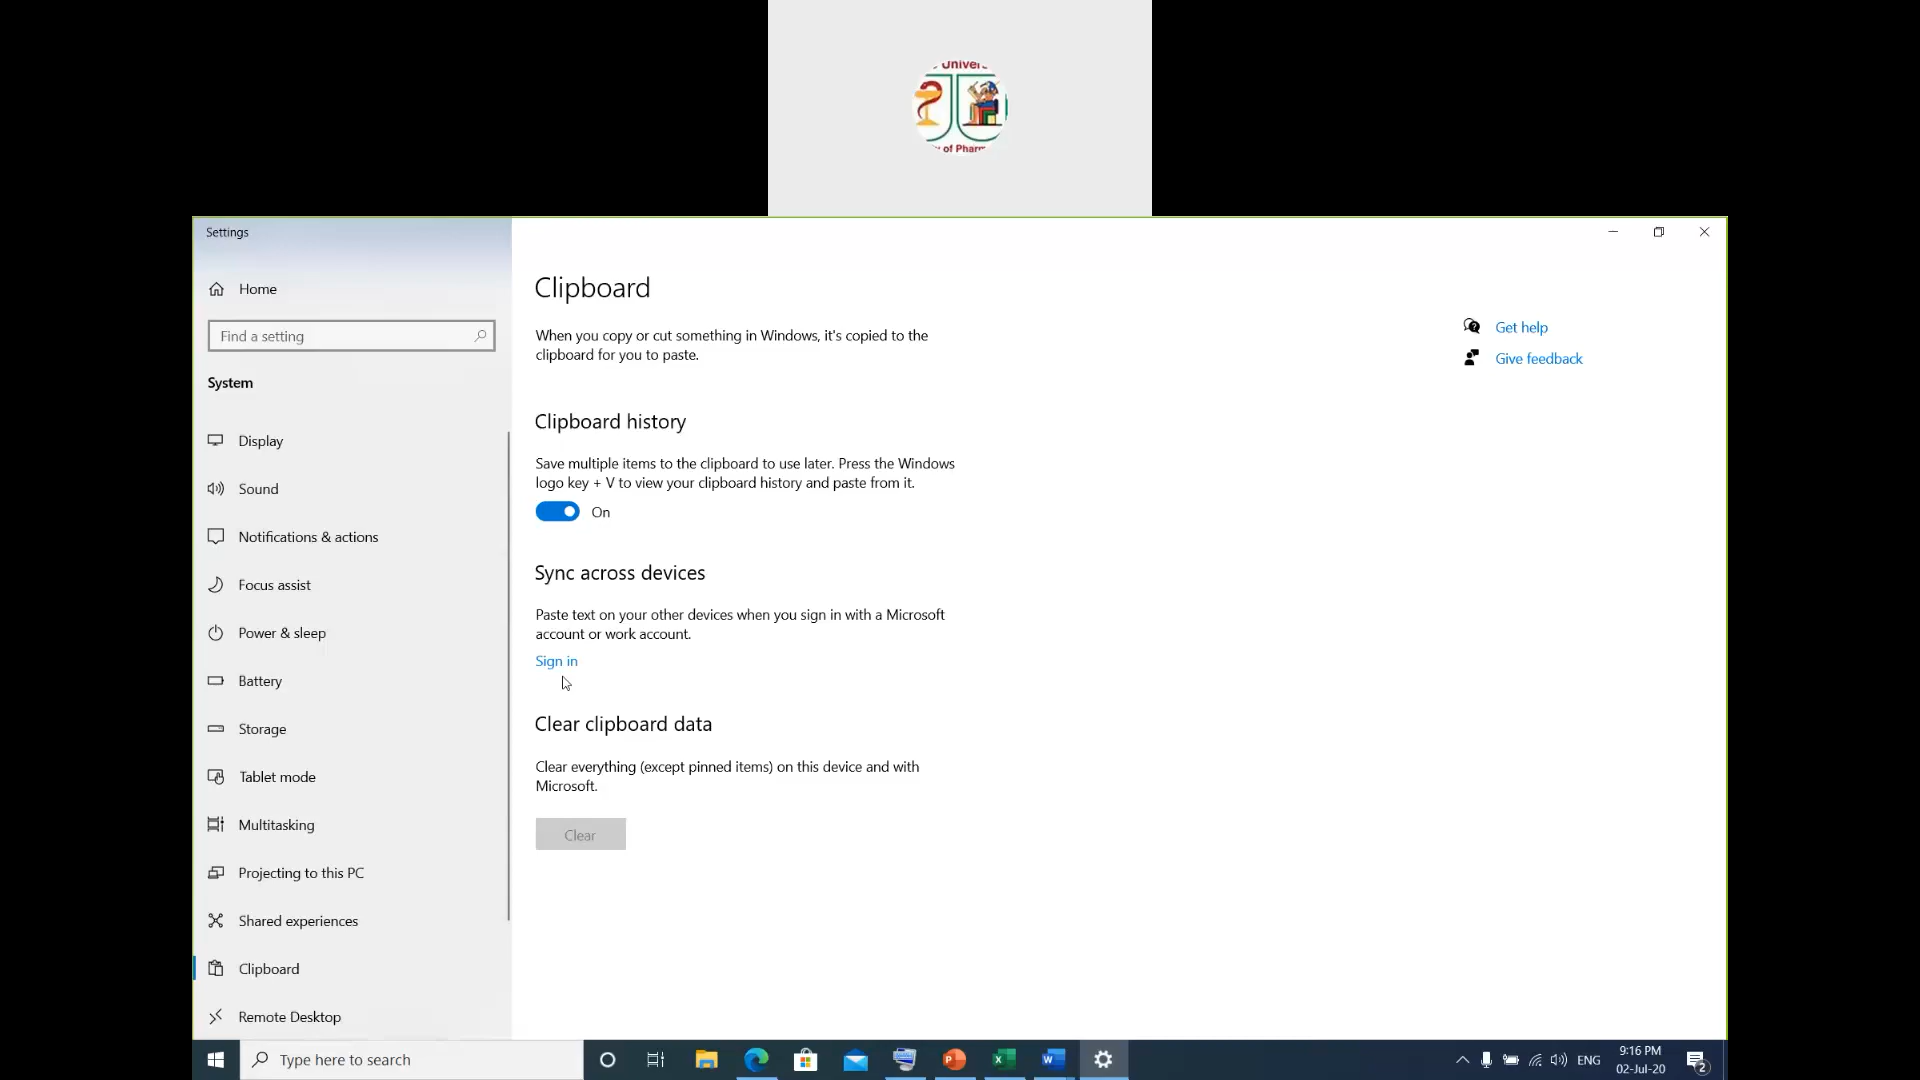 Univer
y of Pharm
Settings
Home
Find a setting
System
Display
Sound
Notifications & actions
Focus assist
Power & sleep
Battery
Storage
Tablet mode
Multitasking
Projecting to this PC
Shared experiences
Clipboard
Remote Desktop
Clipboard
When you copy or cut something in Windows, it's copied to the
clipboard for you to paste.
Clipboard history
Save multiple items to the clipboard to use later. Press the Windows
logo key + V to view your clipboard history and paste from it.
On
Sync across devices
Paste text on your other devices when you sign in with a Microsoft
account or work account.
Sign in
Clear clipboard data
Clear everything (except pinned items) on this device and with
Microsoft.
Clear
Get help
Give feedback
Type here to search
ENG
9:16 PM
02-Jul-20
2